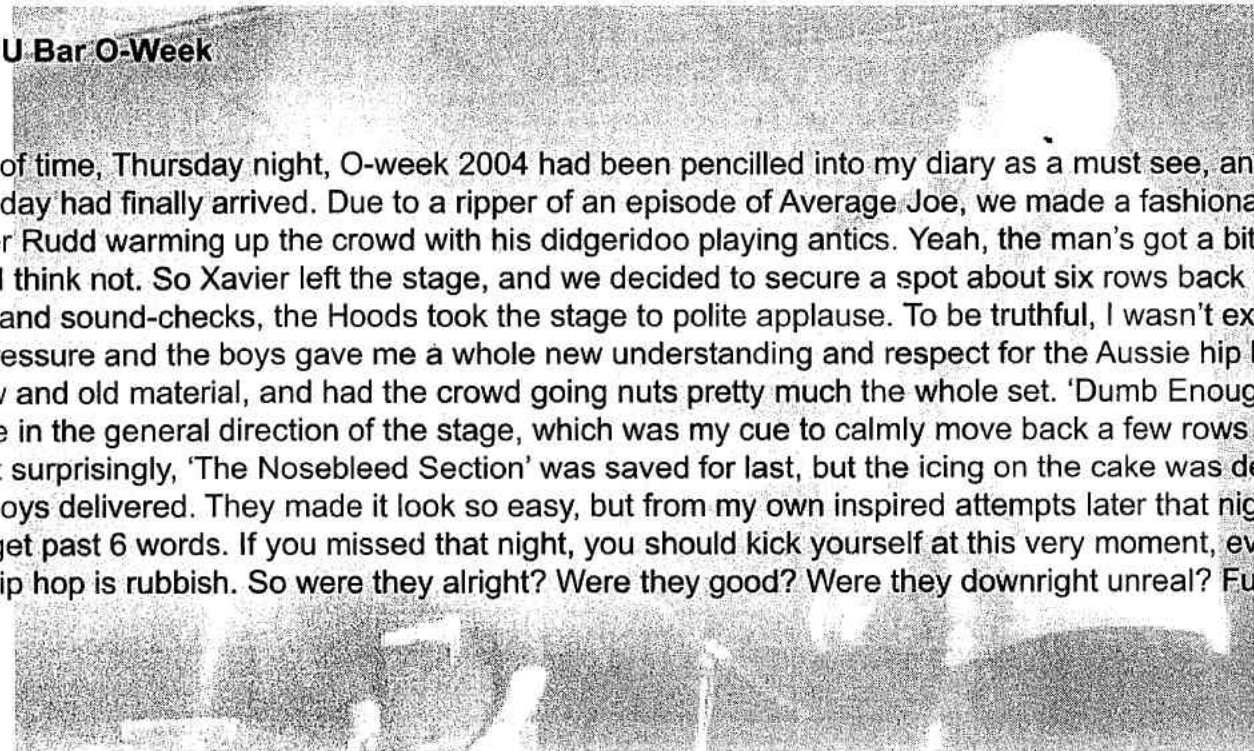 U Bar O-Week
of time, Thursday night, O-week 2004 had been pencilled into my diary as a must see, an
day had finally arrived. Due to a ripper of an episode of Average Joe, we made a fashiona
r Rudd warming up the crowd with his didgeridoo playing antics. Yeah, the man's got a bit
I think not. So Xavier left the stage, and we decided to secure a spot about six rows back
and sound-checks, the Hoods took the stage to polite applause. To be truthful, I wasn't ex
essure and the boys gave me a whole new understanding and respect for the Aussie hip
and old material, and had the crowd going nuts pretty much the whole set. 'Dumb Enoug
e in the general direction of the stage, which was my cue to calmly move back a few rows
surprisingly, 'The Nosebleed Section' was saved for last, but the icing on the cake was de
oys delivered. They made it look so easy, but from my own inspired attempts later that nig
get past 6 words. If you missed that night, you should kick yourself at this very moment, ev
ip hop is rubbish. So were they alright? Were they good? Were they downright unreal? Fu